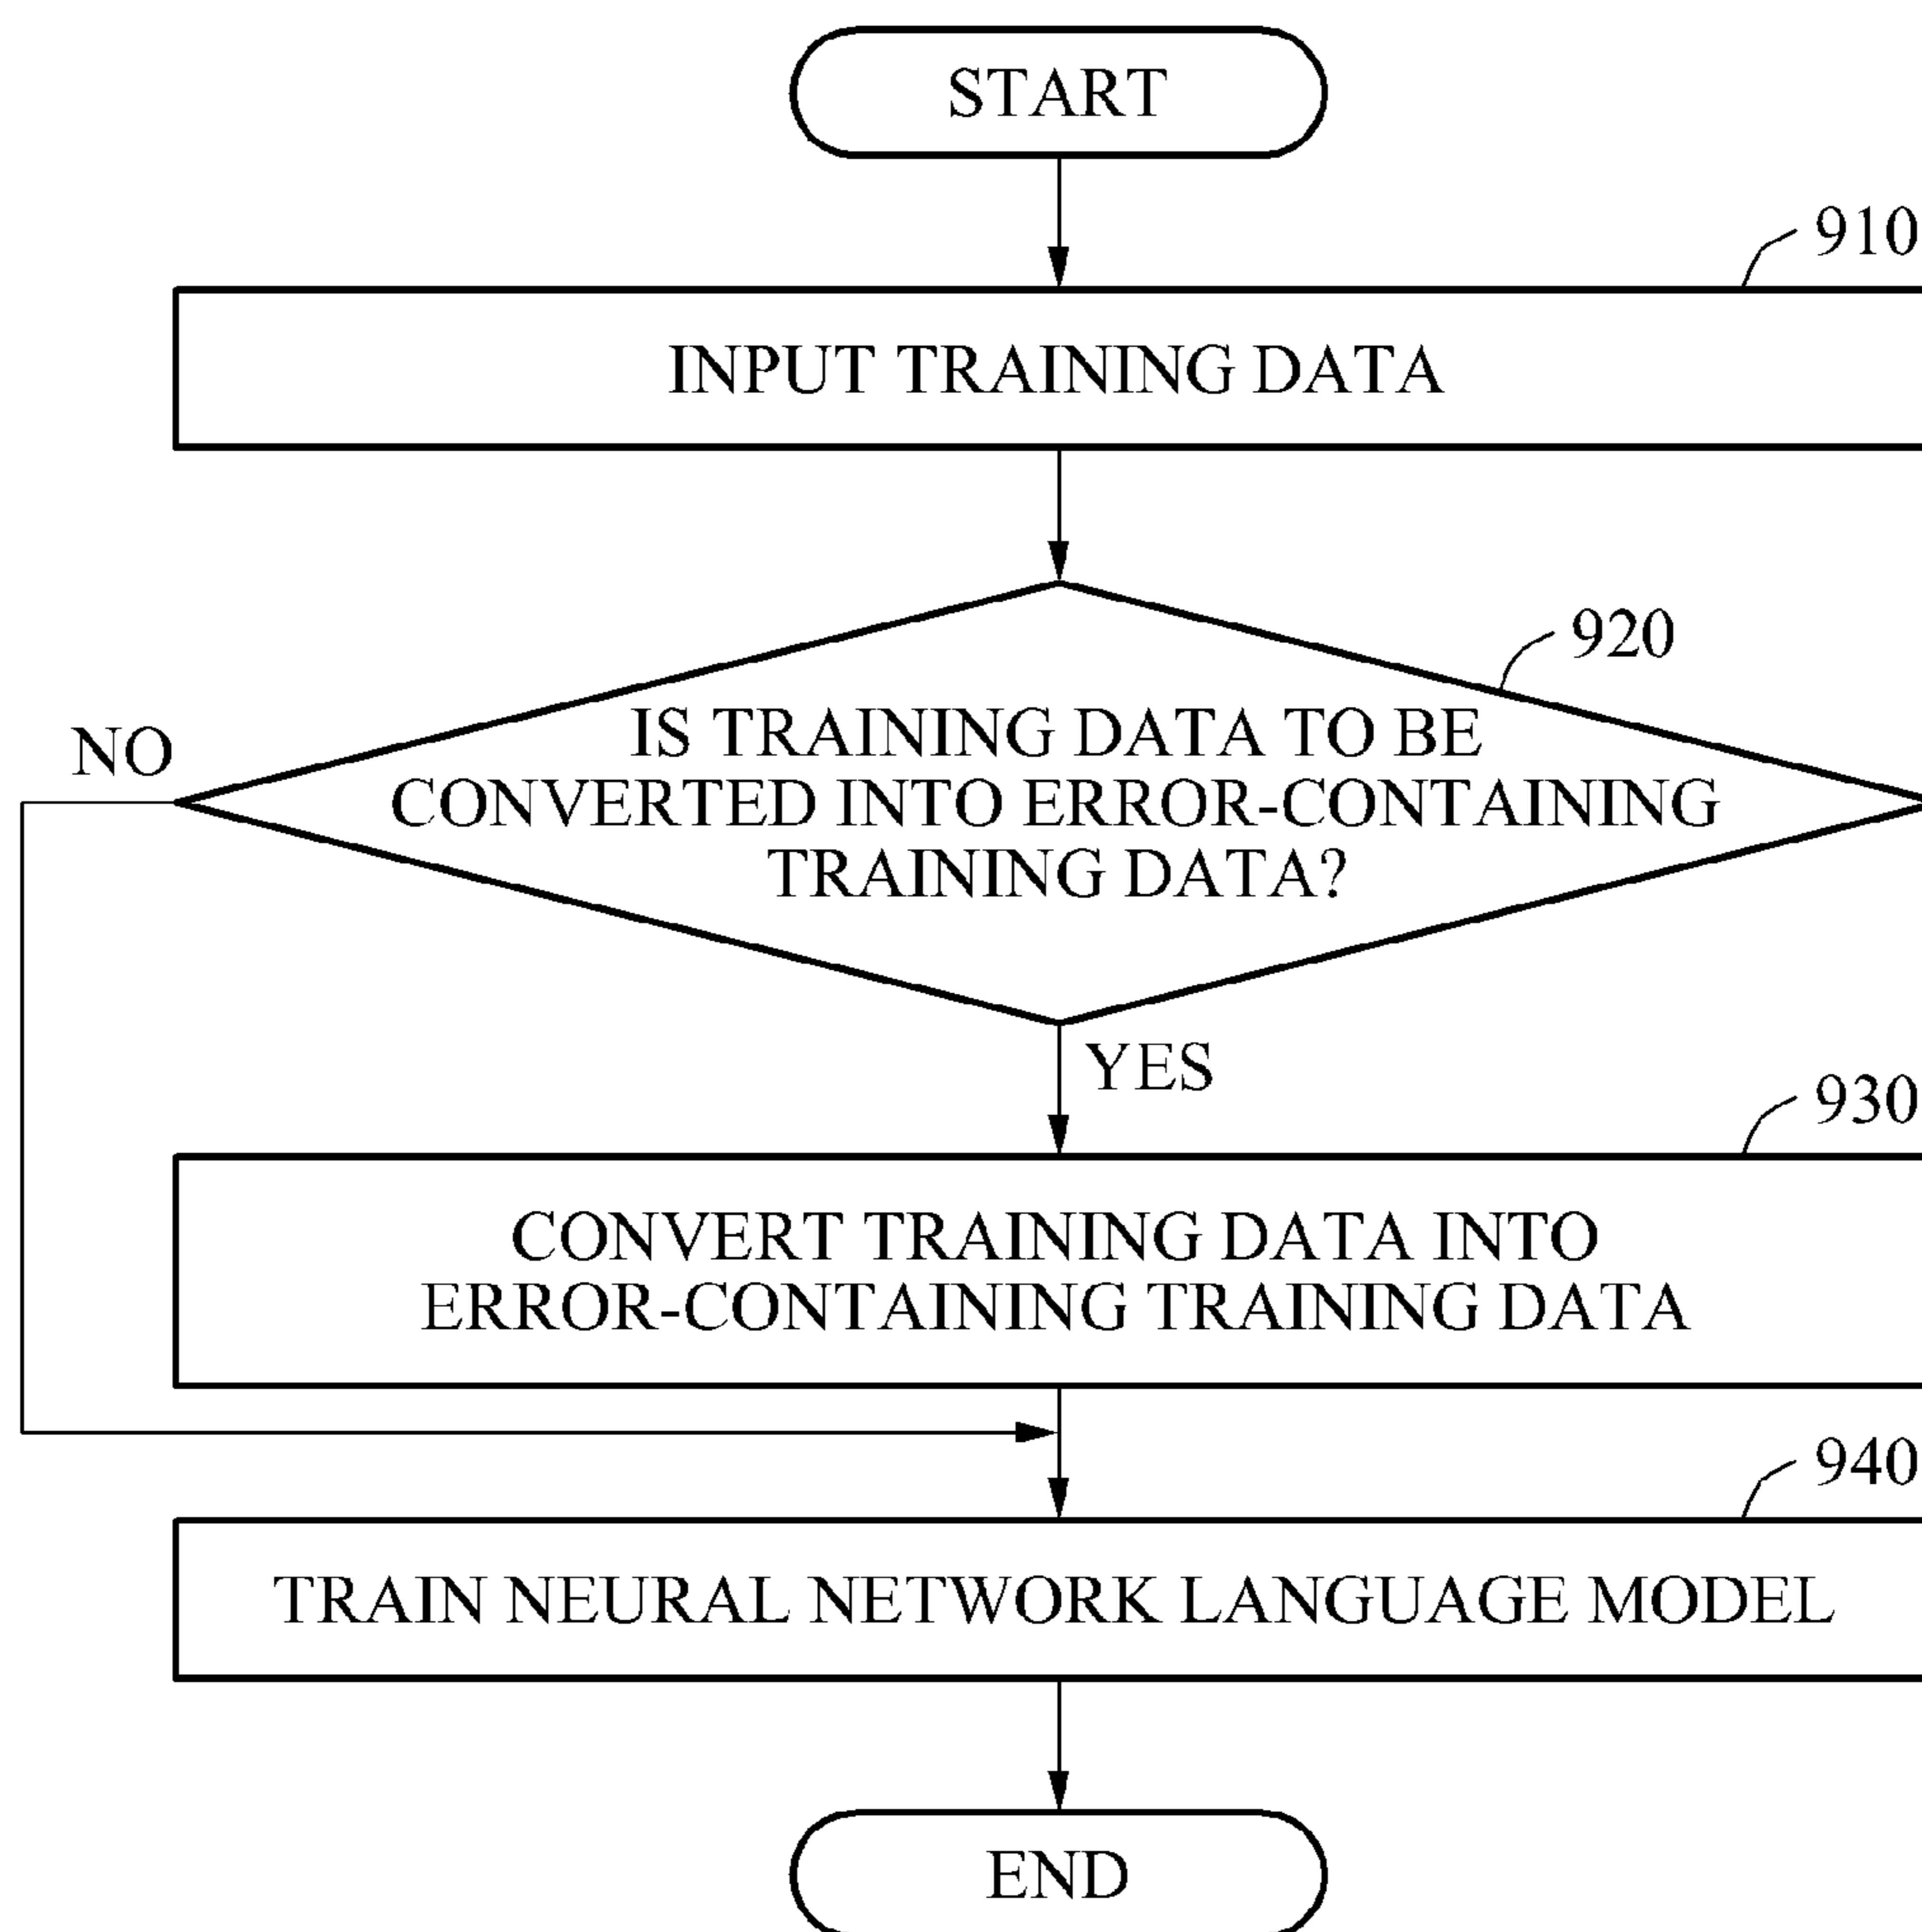 START
910
INPUT TRAINING DATA
920
NO
IS TRAINING DATA TO BE
CONVERTED INTO ERROR-CONTAINING
TRAINING DATA?
YES
930
CONVERT TRAINING DATA INTO
ERROR-CONTAINING TRAINING DATA
940
TRAIN NEURAL NETWORK LANGUAGE MODEL
END